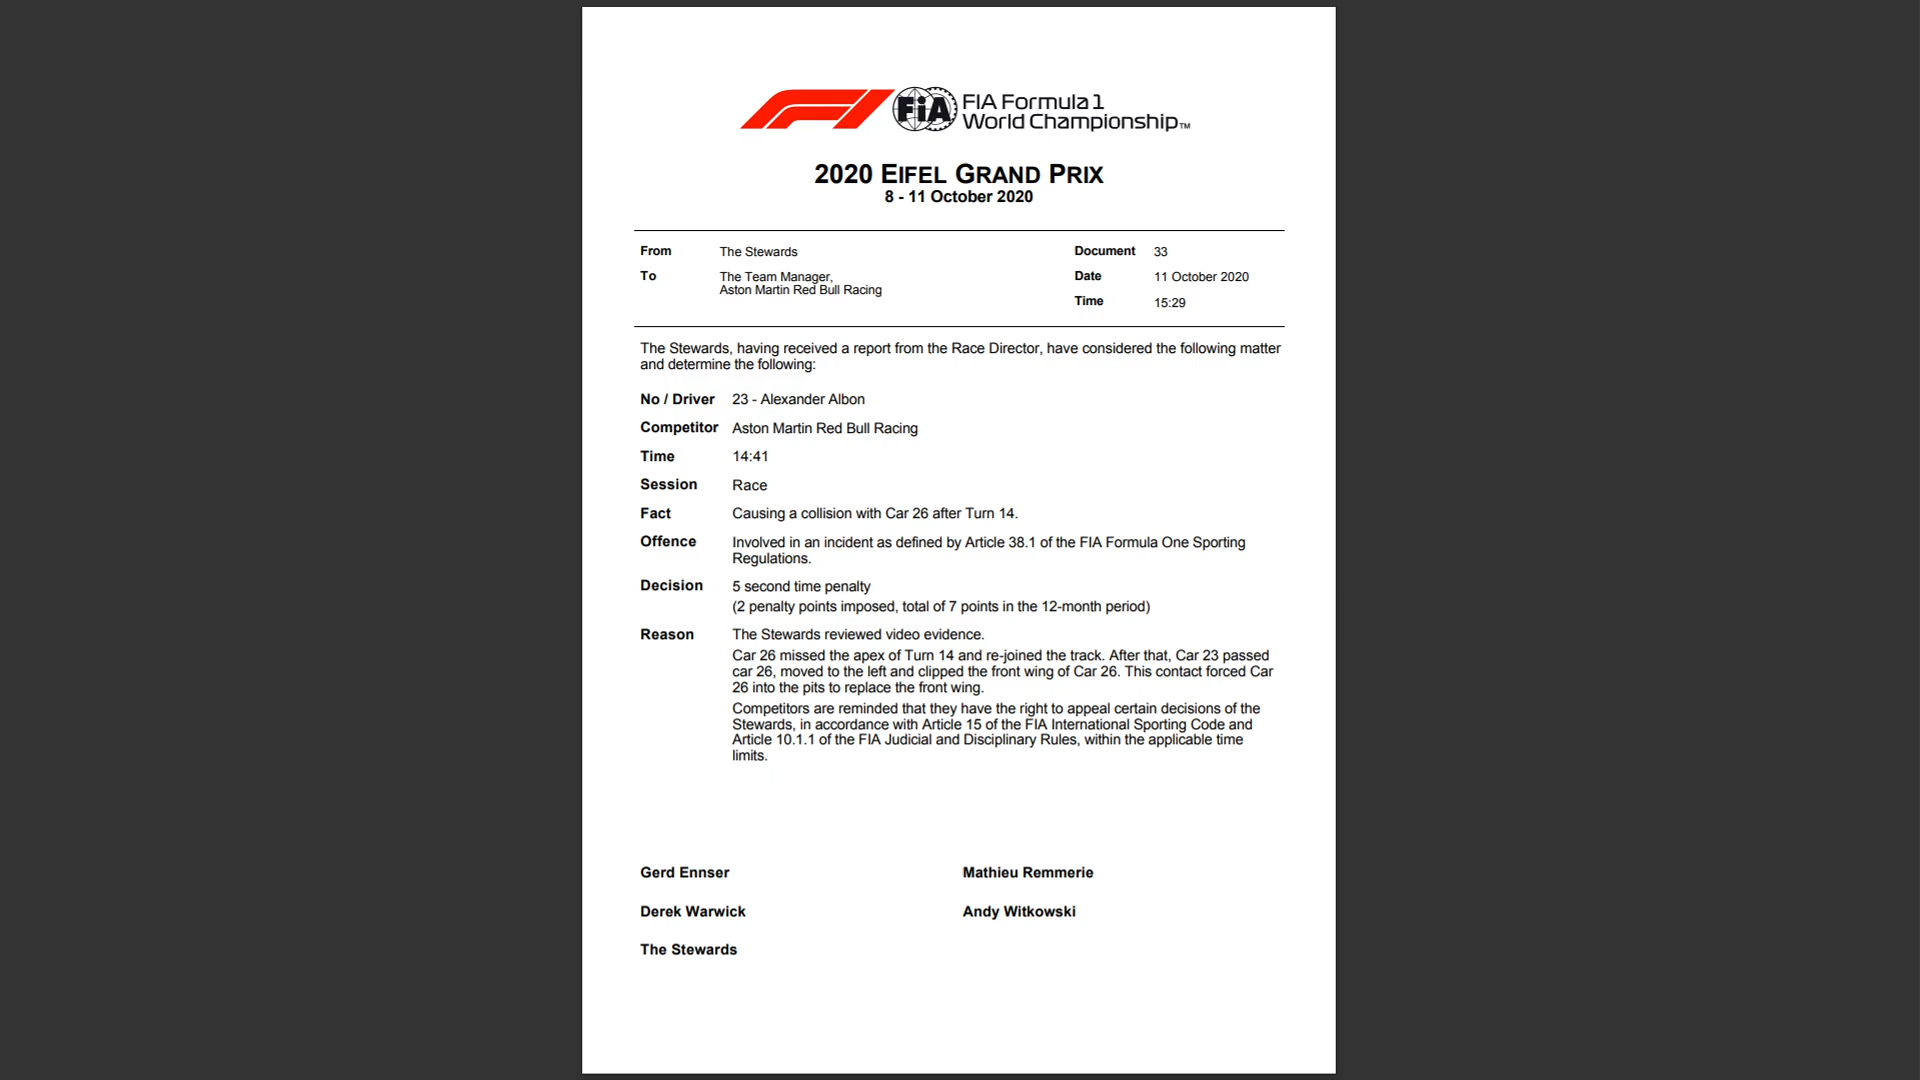 FIA FIA Formula 1
World Championship™
2020 EIFEL GRAND PRIX
8 - 11 October 2020
From The Stewards Document 33
To The Team Manager, Date 11 October 2020
Aston Martin Red Bull Racing
Time 15:29
The Stewards, having received a report from the Race Director, have considered the following matter
and determine the following:
No / Driver 23 - Alexander Albon
Competitor Aston Martin Red Bull Racing
Time 14:41
Session Race
Fact Causing a collision with Car 26 after Turn 14.
Offence Involved in an incident as defined by Article 38.1 of the FIA Formula One Sporting
Regulations.
Decision 5 second time penalty
(2 penalty points imposed, total of 7 points in the 12-month period)
Reason The Stewards reviewed video evidence.
Car 26 missed the apex of Turn 14 and re-joined the track. After that, Car 23 passed
car 26, moved to the left and clipped the front wing of Car 26. This contact forced Car
26 into the pits to replace the front wing.
Competitors are reminded that they have the right to appeal certain decisions of the
Stewards, in accordance with Article 15 of the FIA International Sporting Code and
Article 10.1.1 of the FIA Judicial and Disciplinary Rules, within the applicable time
limits.
Gerd Ennser Mathieu Remmerie
Derek Warwick Andy Witkowski
The Stewards